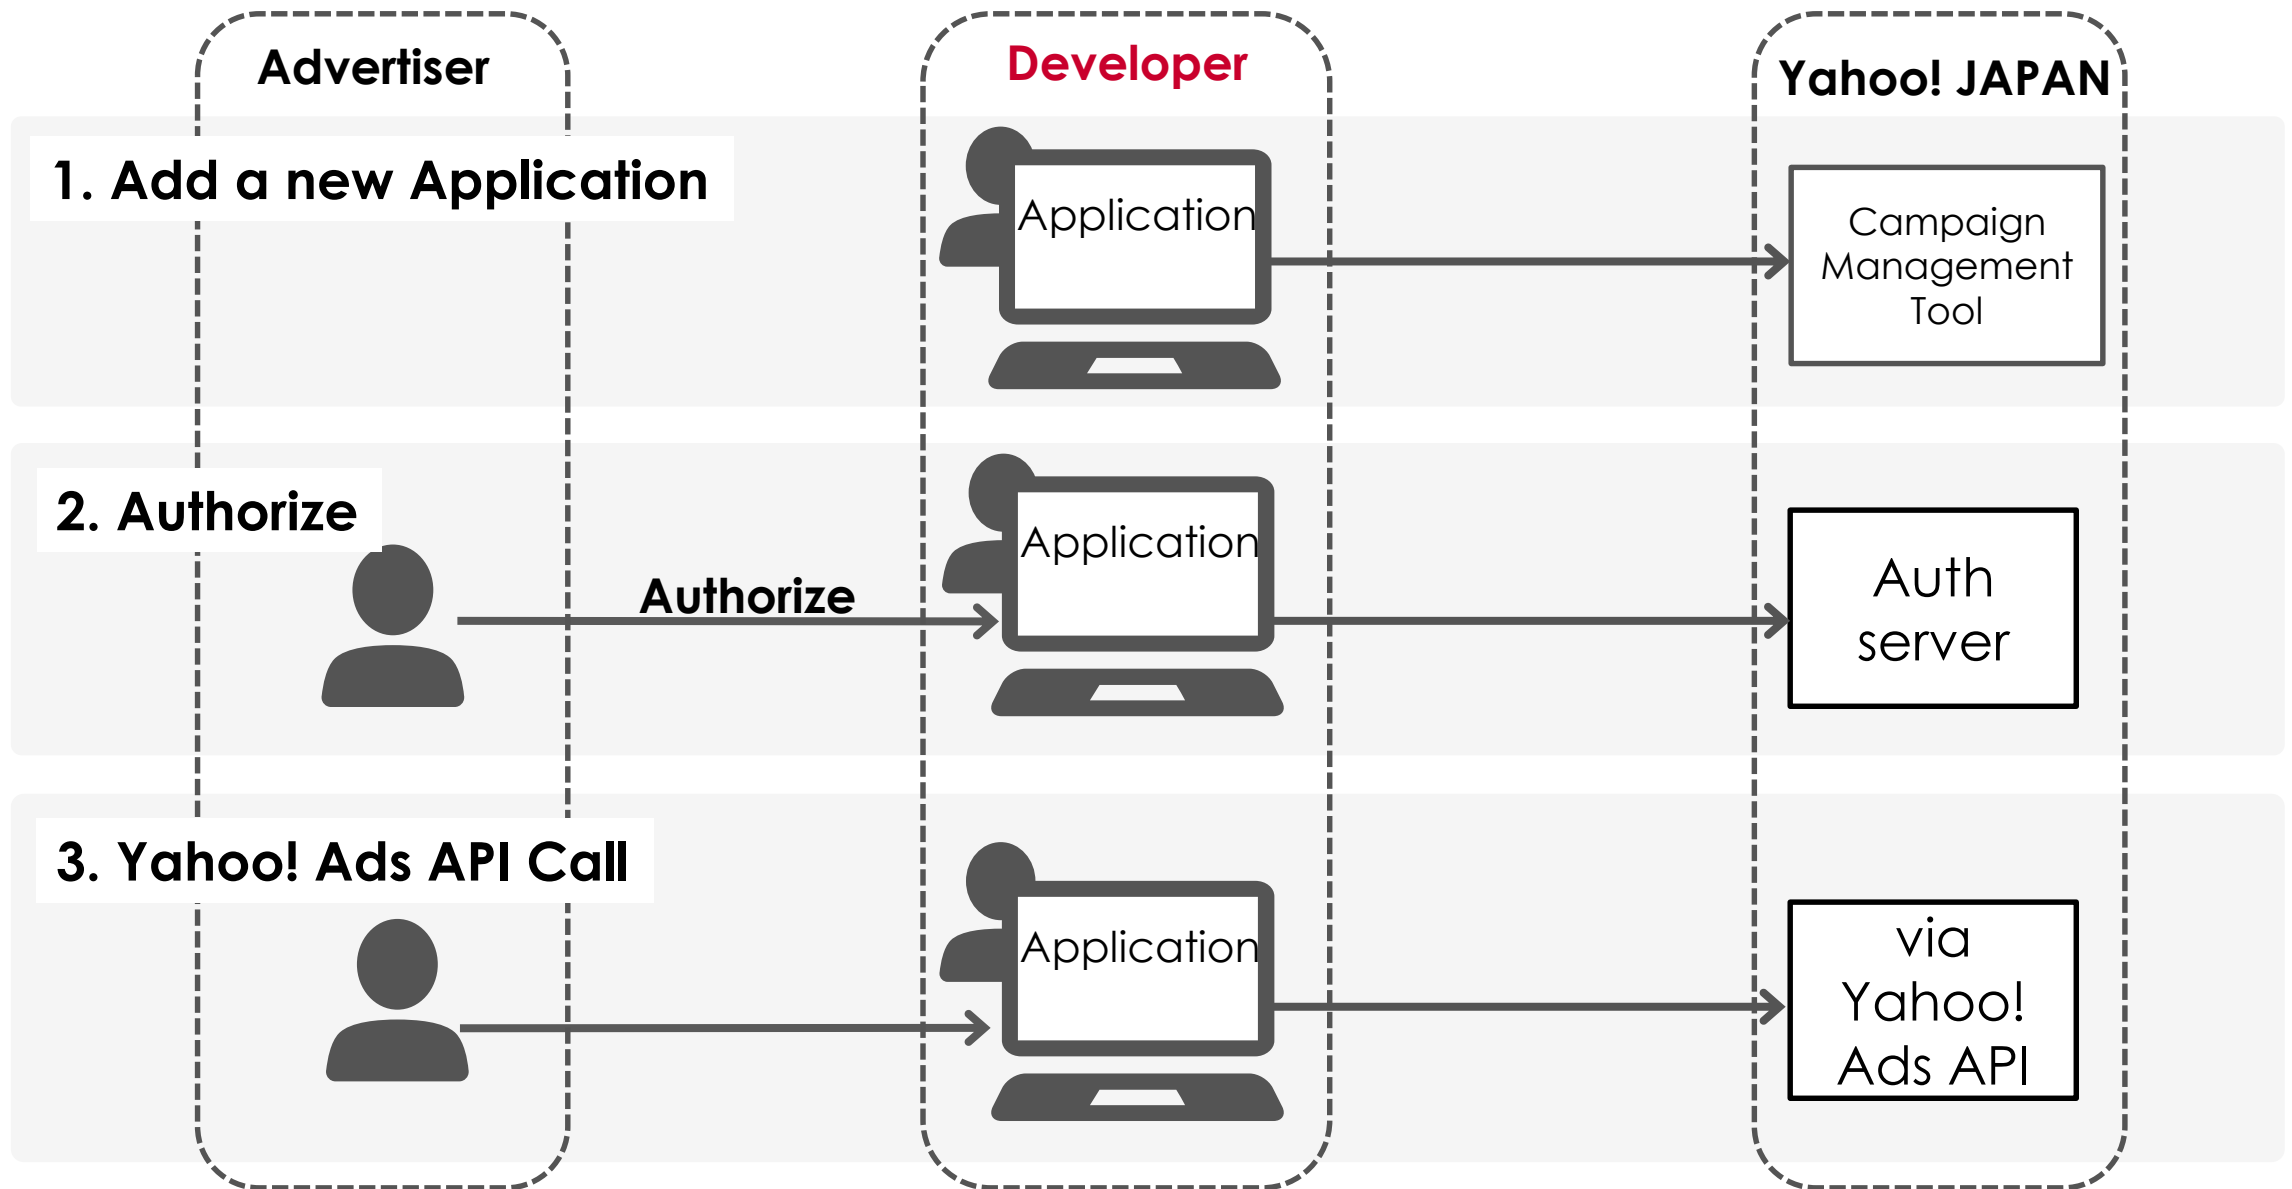 Advertiser
Developer
Yahoo! JAPAN
1. Add a new Application
Application
Campaign
Management
Tool
2. Authorize
Authorize
Application
Auth
server
3. Yahoo! Ads API Call
Application
via
Yahoo!
Ads API